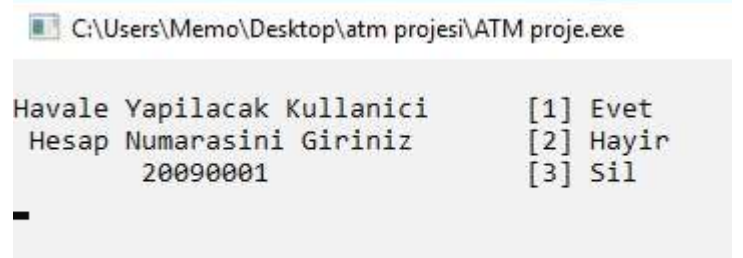 C:\Users\Memo\Desktop\atm projesi\ATM proje.exe
Havale Yapilacak Kullanici [1] Evet
Hesap Numarasini Giriniz [2] Hayir
20090001 [3] Sil